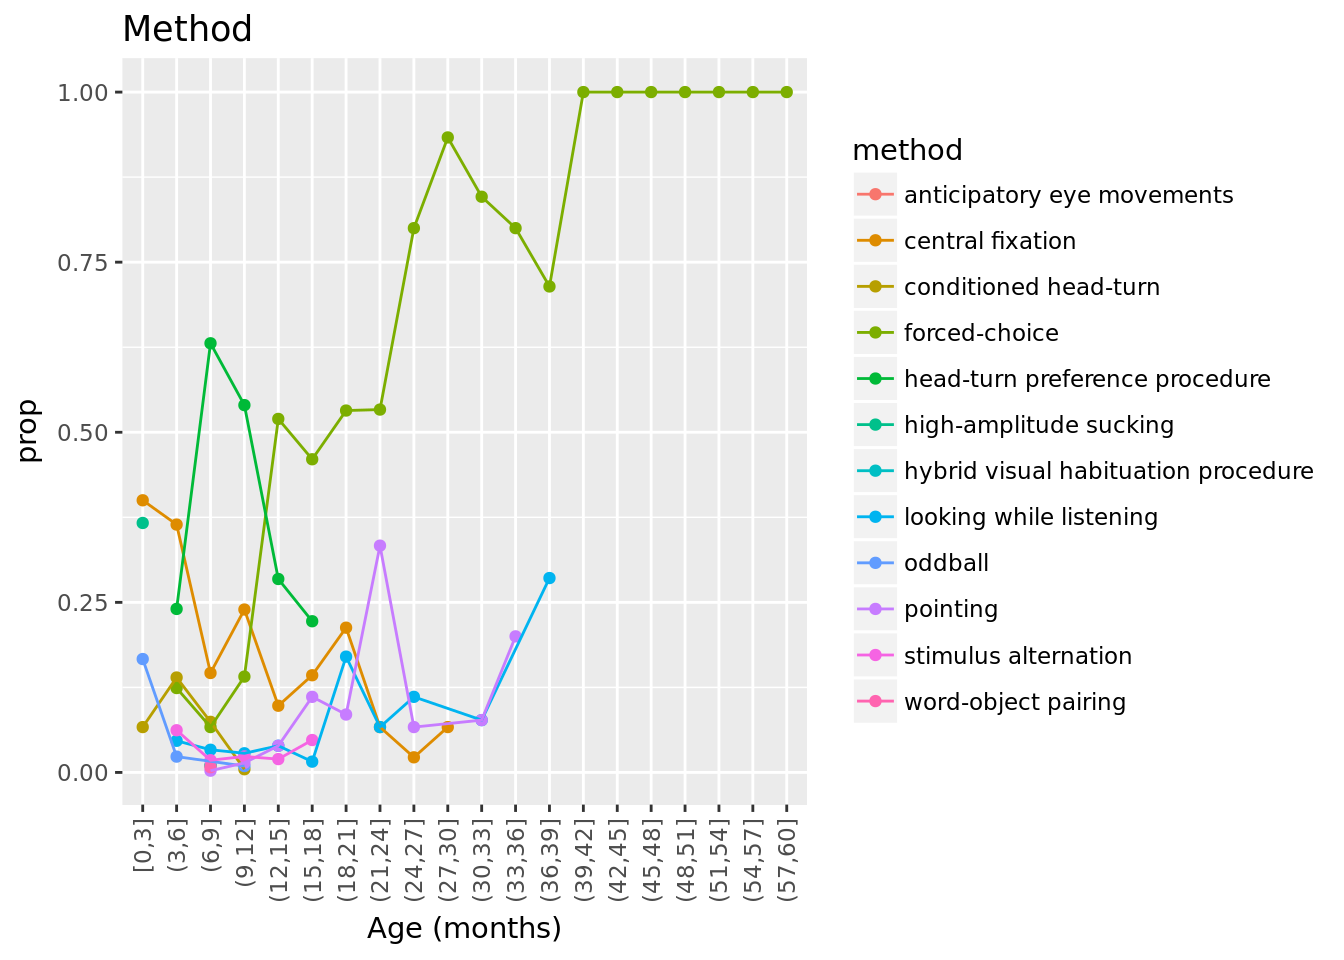 Method
1.00
0.75
0.50
0.25
0.00
prop
[0,3]
(3,6]
(6,9]
(9,12]
(12,15]
(15,18]
(18,21]
(21,24]
(24,27]
(27,30]
(30,33]
(33,36]
(36,39]
(39,42]
(42,45]
(45,48]
(48,51]
(51,54]
(54,57]
(57,60]
Age (months)
method
anticipatory eye movements
central fixation
conditioned head-turn
forced-choice
head-turn preference procedure
high-amplitude sucking
hybrid visual habituation procedure
looking while listening
oddball
pointing
stimulus alternation
word-object pairing